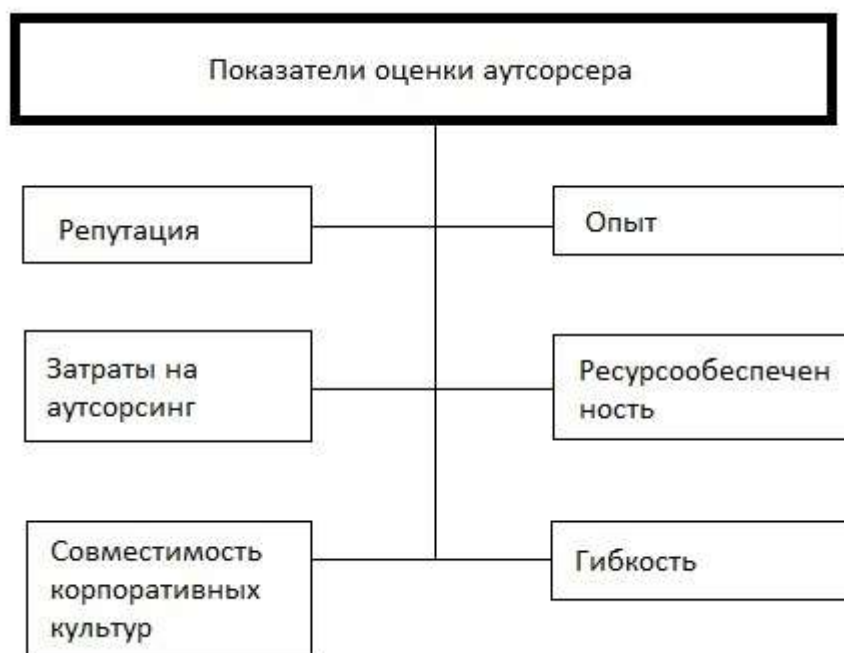 Показатели оценки аутсорсера
Репутация
Опыт
Затраты на
аутсорсинг
Ресурсообеспечен
ность
Совместимость
корпоративных
культур
Гибкость